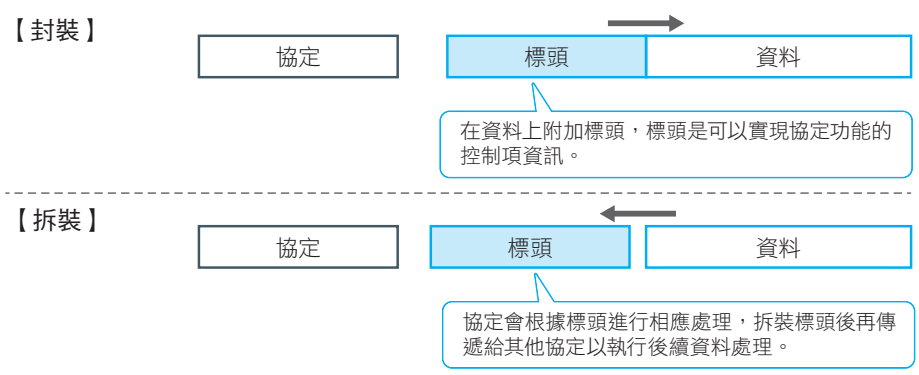 【封裝】
協定
標頭
資料
在資料上附加標頭，標頭是可以實現協定功能的
控制項資訊。
【拆裝】
協定
標頭
資料
協定會根據標頭進行相應處理，拆裝標頭後再傳
遞給其他協定以執行後續資料處理。